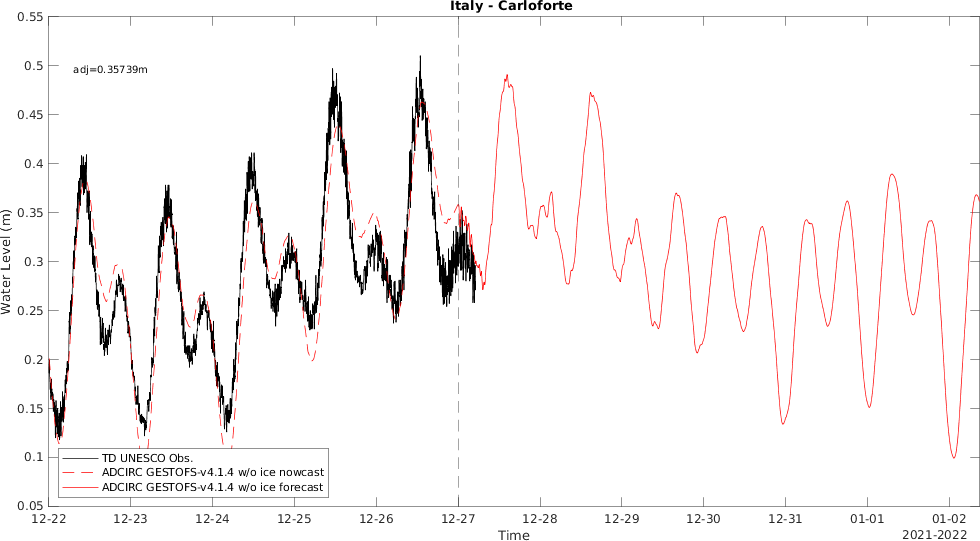 Italy - Carloforte
0.55
0.5
0.45
0.4
0.35
0.3
0.25
0.2
0.15
0.1
0.05
Water Level (m)
adj=0.35739m
TD UNESCO Obs.
ADCIRC GESTOFS-v4.1.4 w/o ice nowcast
ADCIRC GESTOFS-v4.1.4 w/o ice forecast
12-22 12-23 12-24 12-25 12-26 12-27 12-28 12-29 12-30 12-31 01-01 01-02
Time
2021-2022